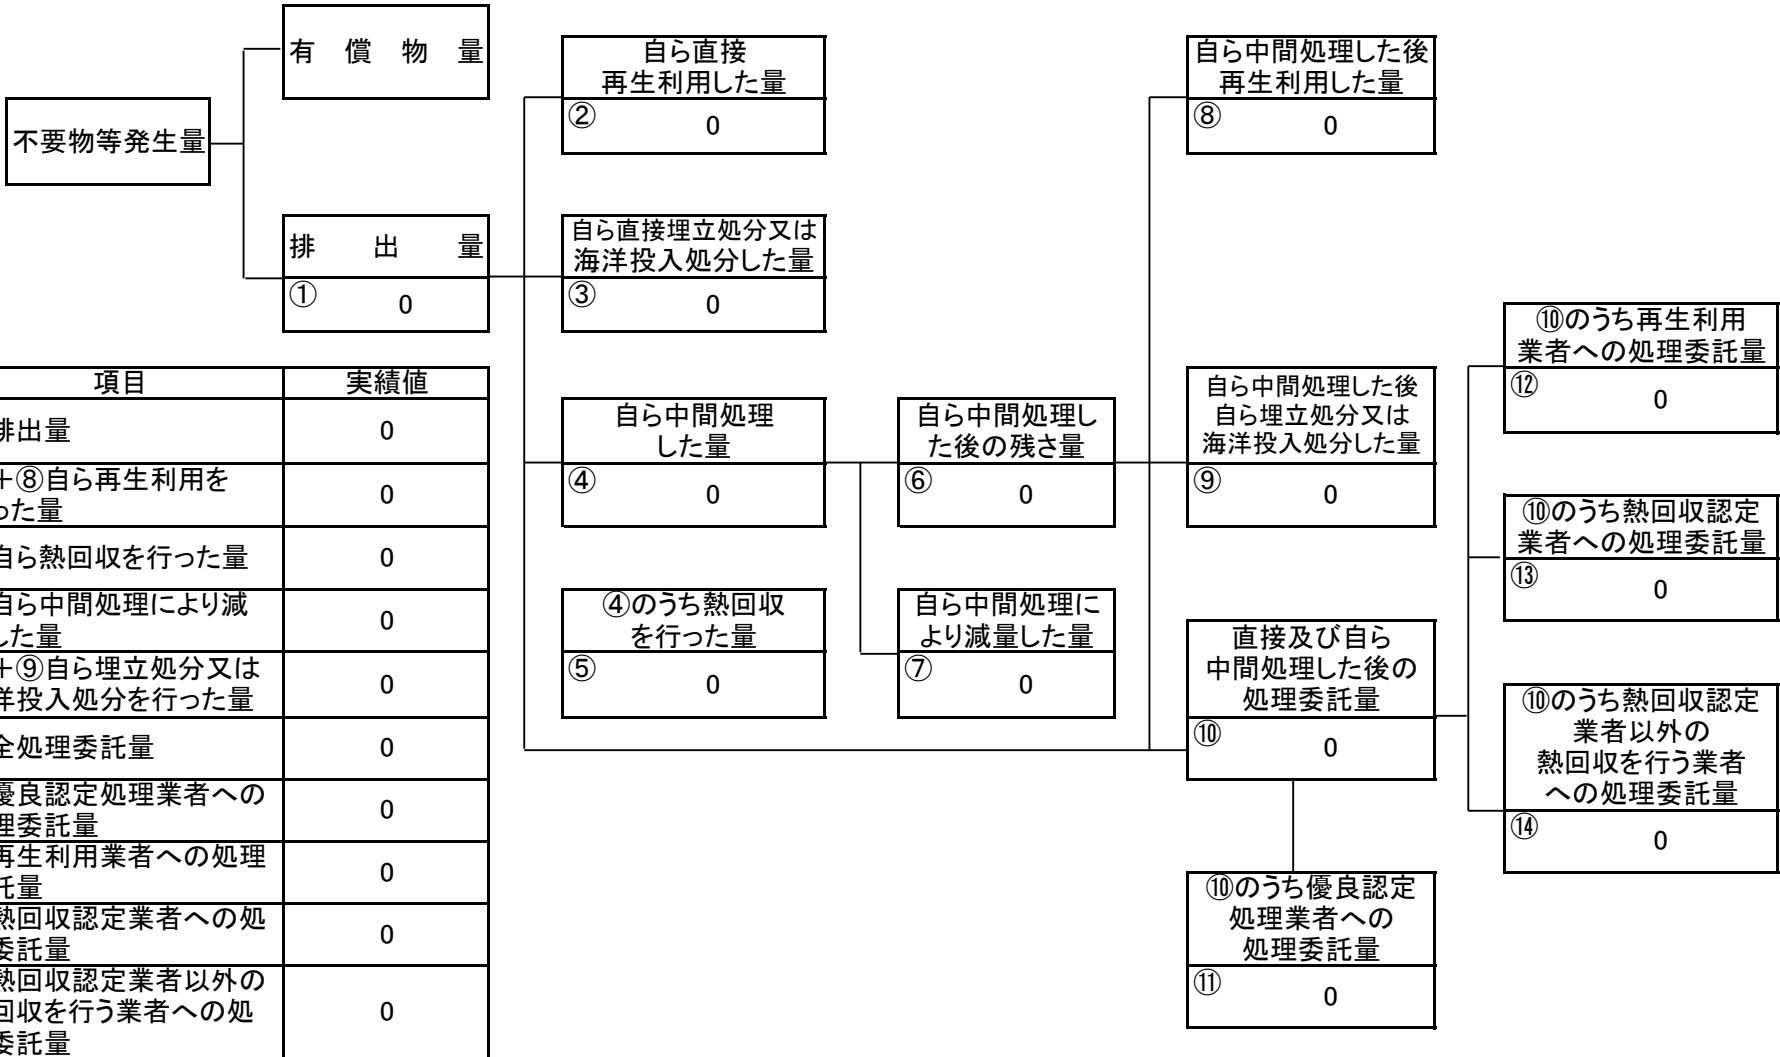 有償物量
不要物等発生量
排出量
①
0
自ら直接
再生利用した量
②
0
自ら直接埋立処分又は
海洋投入処分した量
③
0
自ら中間処理
した量
④
0
④のうち熱回収
を行った量
⑤
0
自ら中間処理し
た後の残さ量
⑥
0
自ら中間処理に
より減量した量
⑦
0
自ら中間処理した後
再生利用した量
⑧
0
自ら中間処理した後
自ら埋立処分又は
海洋投入処分した量
⑨
0
直接及び自ら
中間処理した後の
処理委託量
⑩
0
⑩のうち優良認定
処理業者への
処理委託量
⑪
0
⑩のうち再生利用
業者への処理委託量
⑫
0
⑩のうち熱回収認定
業者への処理委託量
⑬
0
⑩のうち熱回収認定
業者以外の
熱回収を行う業者
への処理委託量
⑭
0
項目 実績値
排出量 0
+⑧自ら再生利用を
った量 0
自ら熱回収を行った量 0
自ら中間処理により減
した量 0
+⑨自ら埋立処分又は
洋投入処分を行った量 0
全処理委託量 0
優良認定処理業者への
理委託量 0
再生利用業者への処理
託量 0
熱回収認定業者への処
委託量 0
熱回収認定業者以外の
回収を行う業者への処
委託量 0